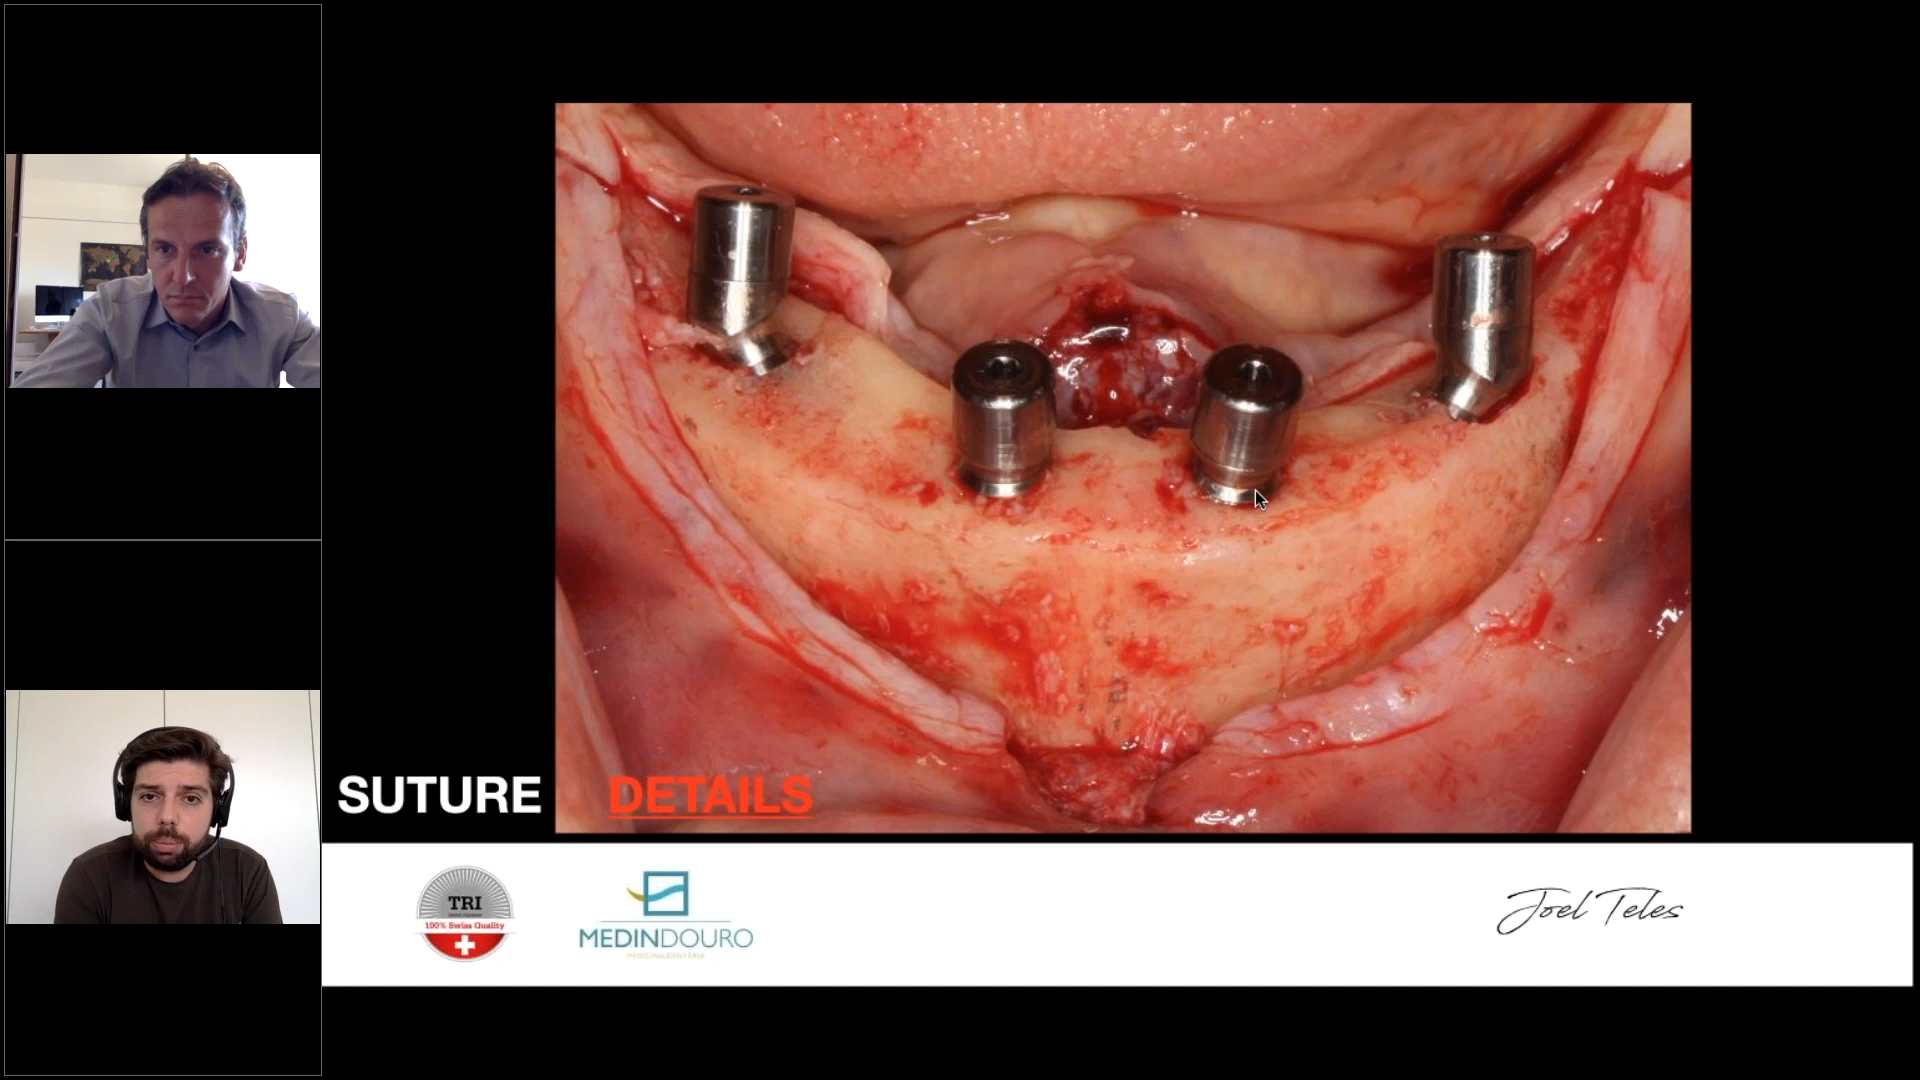 SUTURE DETAILS
TRI
100% Swiss Quality
MEDINDOURO
Joel Teles